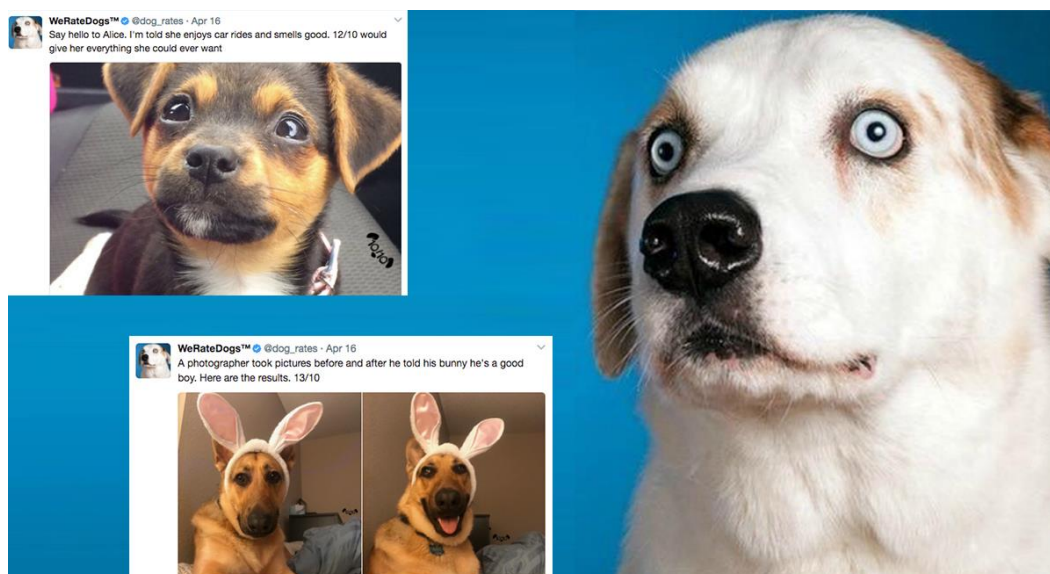 WeRateDogs™ @dog_rates · Apr 16
Say hello to Alice. I'm told she enjoys car rides and smells good. 12/10 would
give her everything she could ever want
WeRateDogs™ @dog_rates · Apr 16
A photographer took pictures before and after he told his bunny he's a good
boy. Here are the results. 13/10